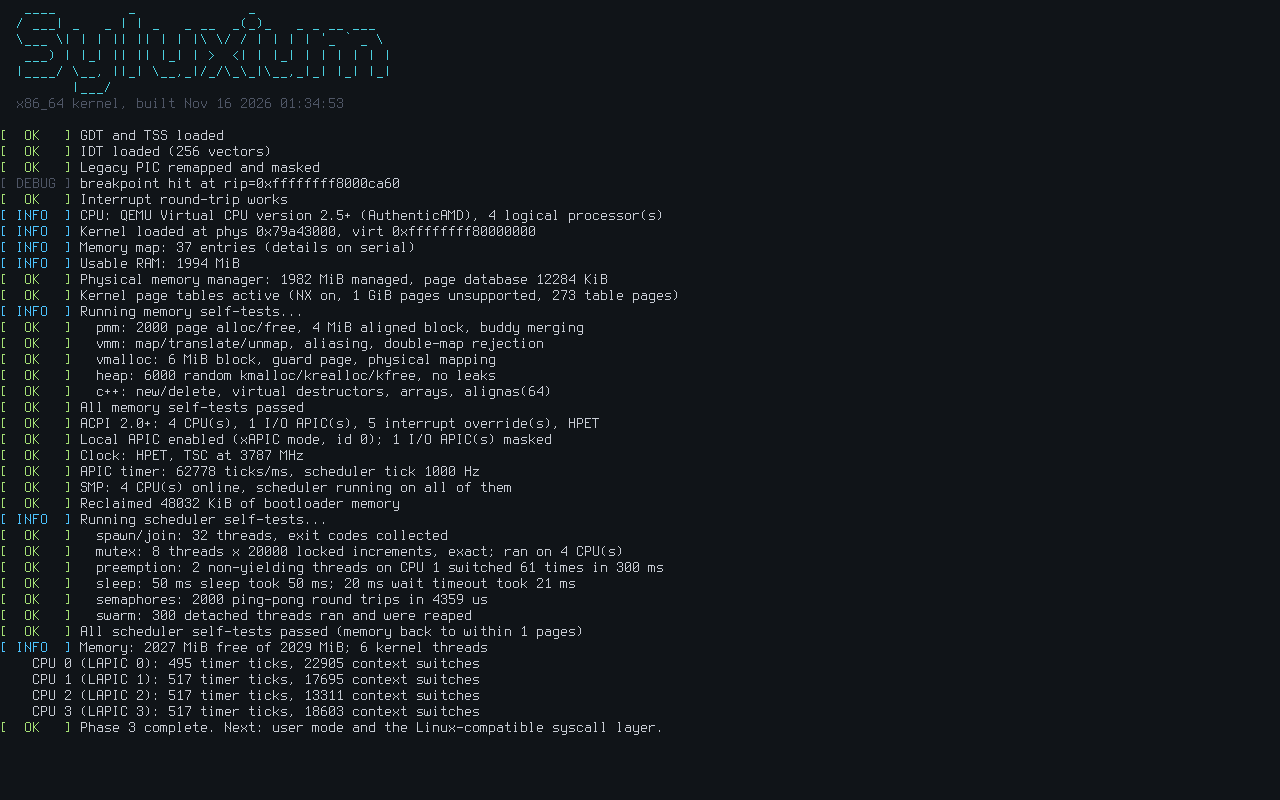 Syluxium
x86_64 kernel, built Nov 16 2026 01:34:53
[ OK ] GDT and TSS loaded
[ OK ] IDT loaded (256 vectors)
[ OK ] Legacy PIC remapped and masked
[ DEBUG ] breakpoint hit at rip=0xffffffff8000ca60
[ OK ] Interrupt round-trip works
[ INFO ] CPU: QEMU Virtual CPU version 2.5+ (AuthenticAMD), 4 logical processor(s)
[ INFO ] Kernel loaded at phys 0x79a43000, virt 0xffffffff80000000
[ INFO ] Memory map: 37 entries (details on serial)
[ INFO ] Usable RAM: 1994 MiB
[ OK ] Physical memory manager: 1982 MiB managed, page database 12284 KiB
[ OK ] Kernel page tables active (NX on, 1 GiB pages unsupported, 273 table pages)
[ INFO ] Running memory self-tests...
[ OK ] pmm: 2000 page alloc/free, 4 MiB aligned block, buddy merging
[ OK ] vmm: map/translate/unmap, aliasing, double-map rejection
[ OK ] vmalloc: 6 MiB block, guard page, physical mapping
[ OK ] heap: 6000 random kmalloc/krealloc/kfree, no leaks
[ OK ] c++: new/delete, virtual destructors, arrays, alignas(64)
[ OK ] All memory self-tests passed
[ OK ] ACPI 2.0+: 4 CPU(s), 1 I/O APIC(s), 5 interrupt override(s), HPET
[ OK ] Local APIC enabled (xAPIC mode, id 0); 1 I/O APIC(s) masked
[ OK ] Clock: HPET, TSC at 3787 MHz
[ OK ] APIC timer: 62778 ticks/ms, scheduler tick 1000 Hz
[ OK ] SMP: 4 CPU(s) online, scheduler running on all of them
[ OK ] Reclaimed 48032 KiB of bootloader memory
[ INFO ] Running scheduler self-tests...
[ OK ] spawn/join: 32 threads, exit codes collected
[ OK ] mutex: 8 threads x 20000 locked increments, exact; ran on 4 CPU(s)
[ OK ] preemption: 2 non-yielding threads on CPU 1 switched 61 times in 300 ms
[ OK ] sleep: 50 ms sleep took 50 ms; 20 ms wait timeout took 21 ms
[ OK ] semaphores: 2000 ping-pong round trips in 4359 us
[ OK ] swarm: 300 detached threads ran and were reaped
[ OK ] All scheduler self-tests passed (memory back to within 1 pages)
[ INFO ] Memory: 2027 MiB free of 2029 MiB; 6 kernel threads
CPU 0 (LAPIC 0): 495 timer ticks, 22905 context switches
CPU 1 (LAPIC 1): 517 timer ticks, 17695 context switches
CPU 2 (LAPIC 2): 517 timer ticks, 13311 context switches
CPU 3 (LAPIC 3): 517 timer ticks, 18603 context switches
[ OK ] Phase 3 complete. Next: user mode and the Linux-compatible syscall layer.